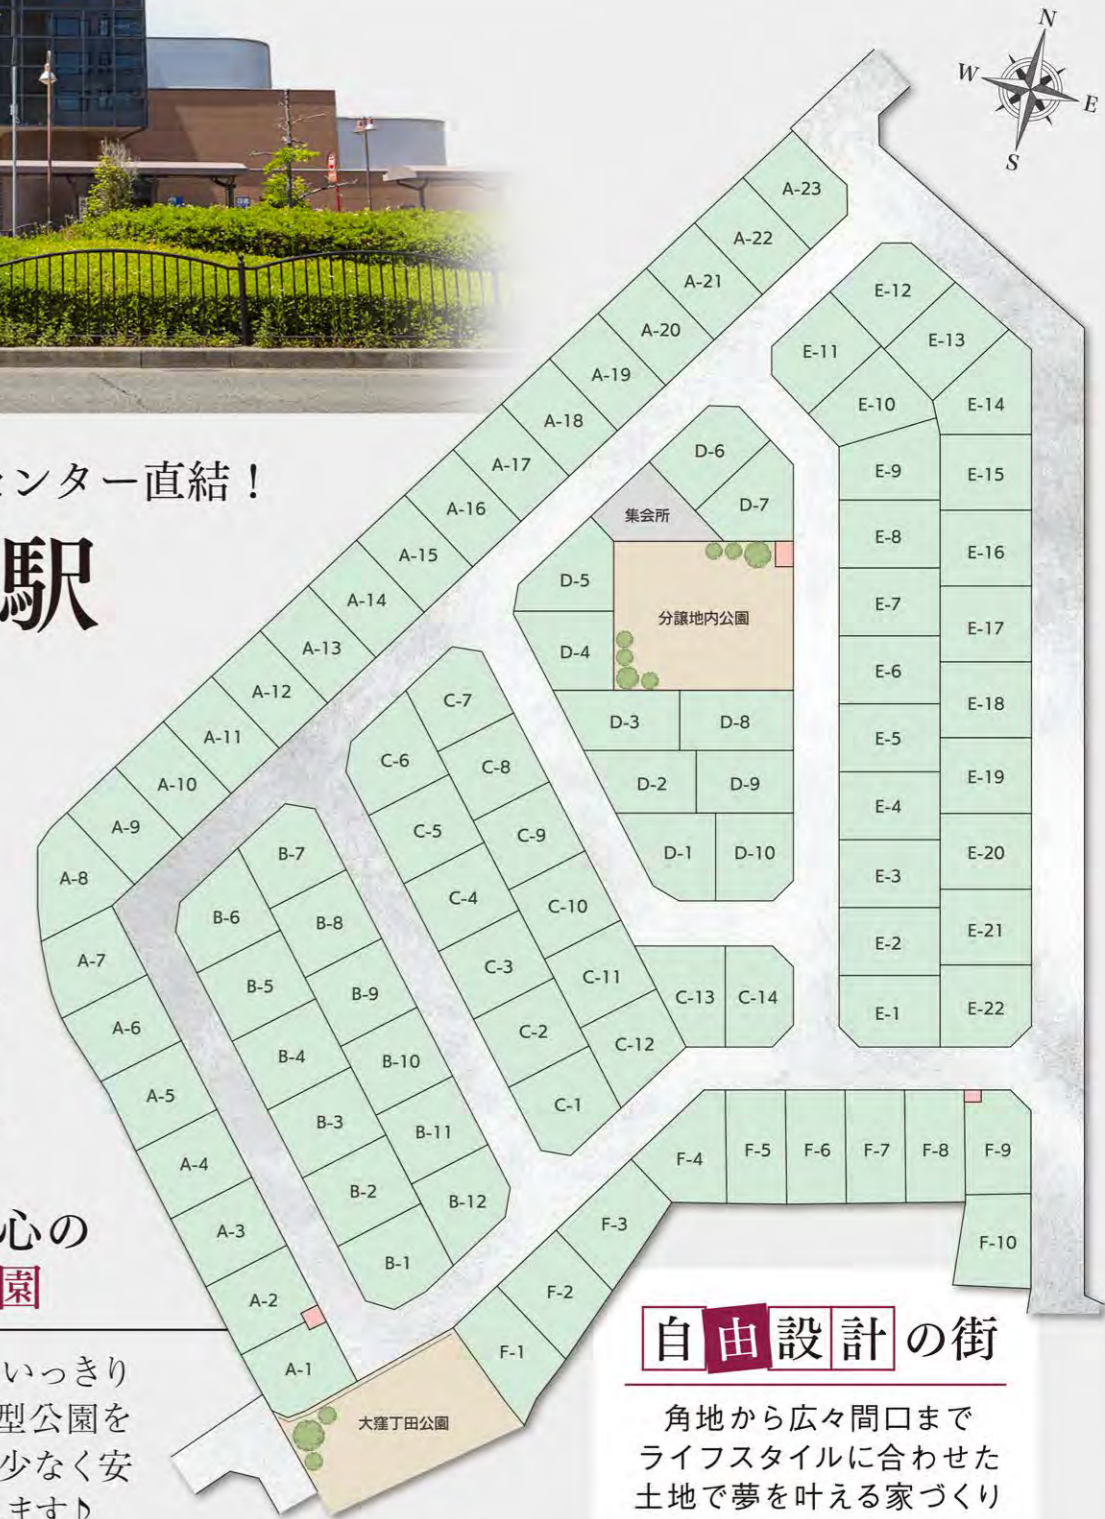 N
W
E
S
センター直結！
駅
心の
園
いっきり
型公園を
少なく安
ます♪
A-23
A-22
A-21
A-20
A-19
A-18
A-17
A-16
A-15
A-14
A-13
A-12
A-11
A-10
A-9
A-8
A-7
A-6
A-5
A-4
A-3
A-2
A-1
B-7
B-6
B-8
B-5
B-9
B-4
B-10
B-3
B-11
B-2
B-12
B-1
C-7
C-6
C-8
C-5
C-9
C-4
C-10
C-3
C-11
C-2
C-12
C-1
C-13
C-14
D-6
D-7
集会所
D-5
分譲地内公園
D-4
D-3
D-8
D-2
D-9
D-1
D-10
E-12
E-13
E-11
E-10
E-14
E-9
E-15
E-8
E-16
E-7
E-17
E-6
E-18
E-5
E-19
E-4
E-20
E-3
E-21
E-2
E-22
E-1
F-4
F-5
F-6
F-7
F-8
F-9
F-10
F-3
F-2
F-1
大窪丁田公園
自由設計の街
角地から広々間口まで
ライフスタイルに合わせた
土地で夢を叶える家づくり